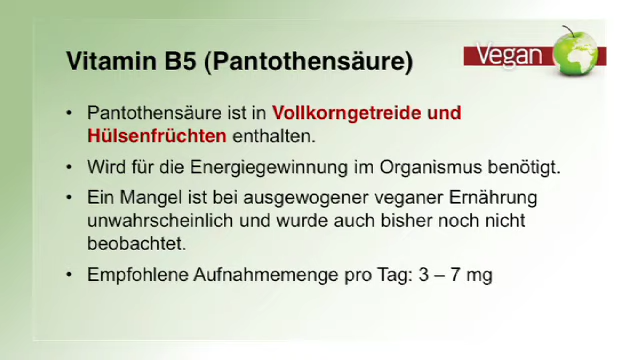 Vitamin B5 (Pantothensäure)
Vegan
• Pantothensäure ist in Vollkorngetreide und
Hülsenfrüchten enthalten.
• Wird für die Energiegewinnung im Organismus benötigt.
• Ein Mangel ist bei ausgewogener veganer Ernährung
unwahrscheinlich und wurde auch bisher noch nicht
beobachtet.
• Empfohlene Aufnahmemenge pro Tag: 3 – 7 mg